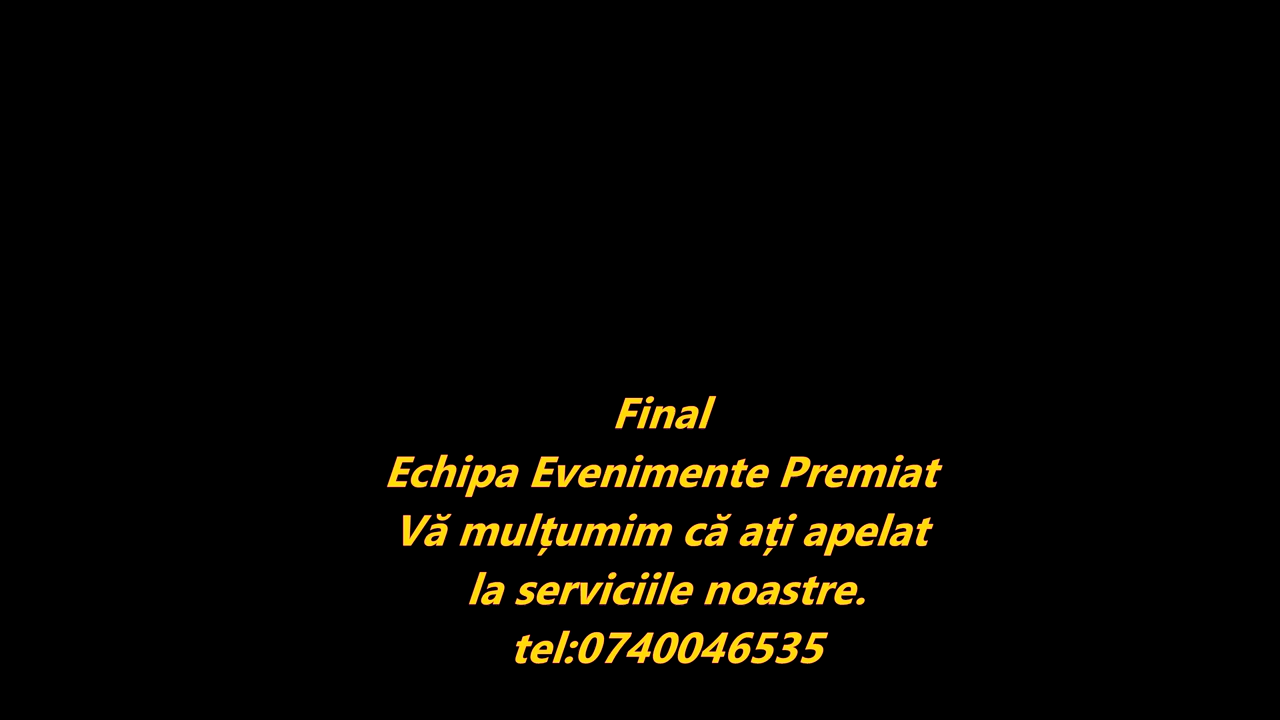 Final
Echipa Evenimente Premiat
Vă mulțumim că ați apelat
la serviciile noastre.
tel:0740046535